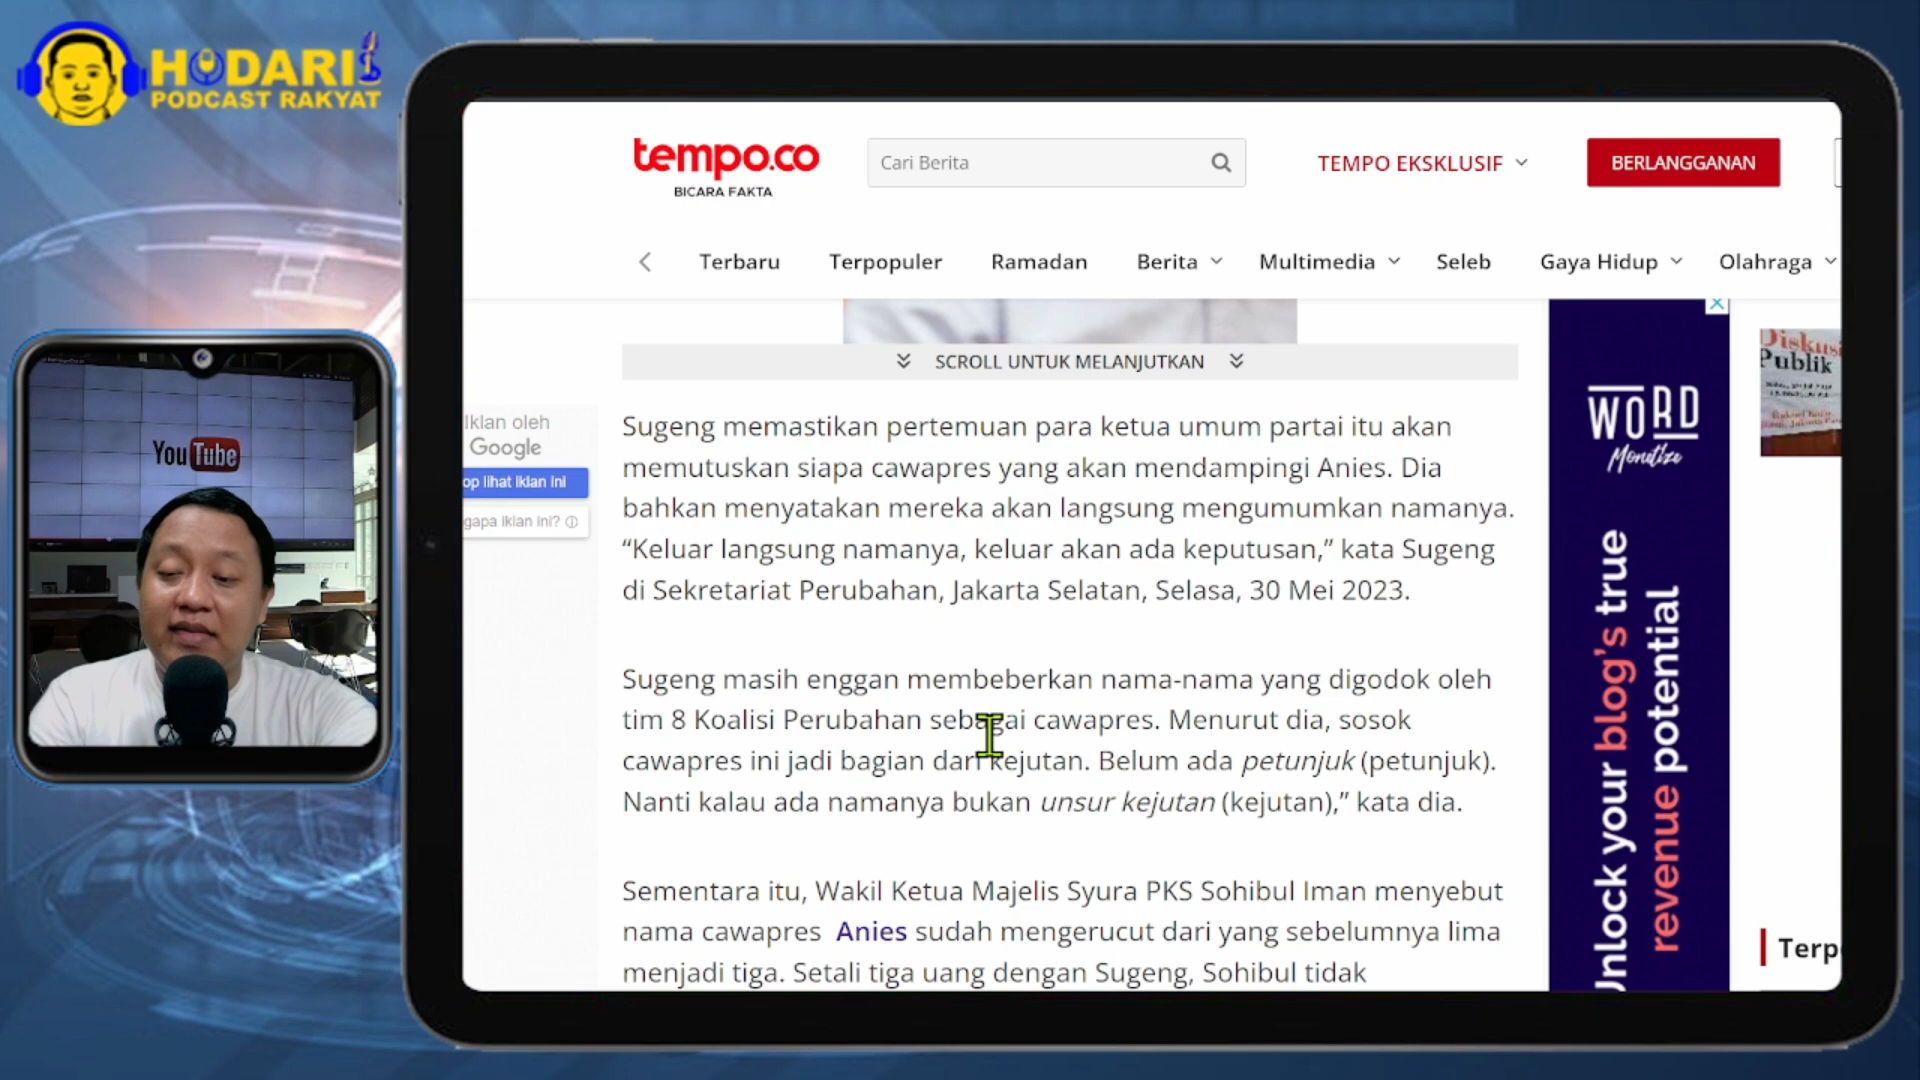 HODARI
PODCAST RAKYAT
YouTube
tempo.co
BICARA FAKTA
Cari Berita
TEMPO EKSKLUSIF
BERLANGGANAN
Terbaru
Terpopuler
Ramadan
Berita
Multimedia
Seleb
Gaya Hidup
Olahraga
SCROLL UNTUK MELANJUTKAN
Iklan oleh
Google
op lihat iklan ini
gapa iklan ini?
Sugeng memastikan pertemuan para ketua umum partai itu akan
memutuskan siapa cawapres yang akan mendampingi Anies. Dia
bahkan menyatakan mereka akan langsung mengumumkan namanya.
“Keluar langsung namanya, keluar akan ada keputusan,” kata Sugeng
di Sekretariat Perubahan, Jakarta Selatan, Selasa, 30 Mei 2023.
Sugeng masih enggan membeberkan nama-nama yang digodok oleh
tim 8 Koalisi Perubahan sebagai cawapres. Menurut dia, sosok
cawapres ini jadi bagian dari kejutan. Belum ada petunjuk (petunjuk).
Nanti kalau ada namanya bukan unsur kejutan (kejutan),” kata dia.
Sementara itu, Wakil Ketua Majelis Syura PKS Sohibul Iman menyebut
nama cawapres Anies sudah mengerucut dari yang sebelumnya lima
menjadi tiga. Setali tiga uang dengan Sugeng, Sohibul tidak
WORD
Monetize
Unlock your blog's true
revenue potential
Diskusi
Publik
Terp